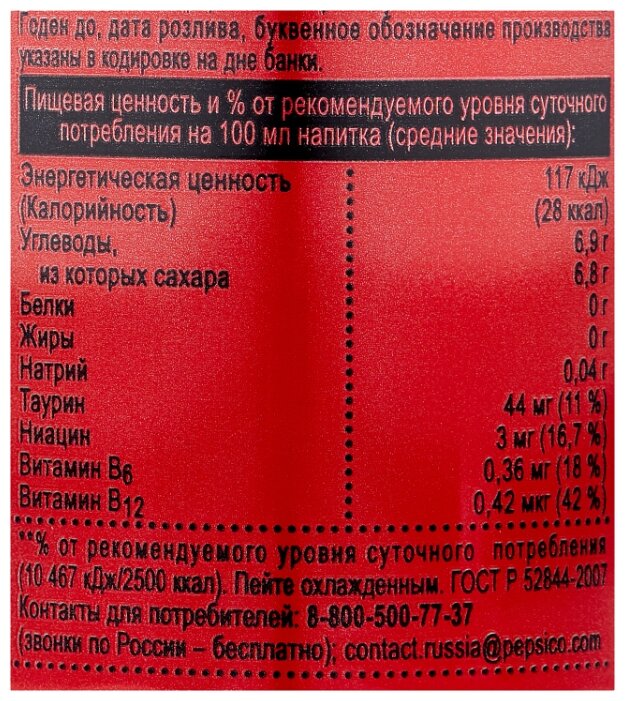 Годен до, дата розлива, буквенное обозначение производства
указаны в кодировке на дне банки.
Пищевая ценность и % от рекомендуемого уровня суточного
потребления на 100 мл напитка (средние значения):
Энергетическая ценность 117 кДж
(Калорийность) (28 ккал)
Углеводы, 6,9 г
из которых сахара 6,8 г
Белки 0 г
Жиры 0 г
Натрий 0,04 г
Таурин 44 мг (11 %)
Ниацин 3 мг (16,7 %)
Витамин B6 0,36 мг (18 %)
Витамин B12 0,42 мкг (42 %)
**% от рекомендуемого уровня суточного потребления
(10 467 кДж/2500 ккал). Пейте охлажденным. ГОСТ Р 52844-2007
Контакты для потребителей: 8-800-500-77-37
(звонки по России – бесплатно); contact.russia@pepsico.com